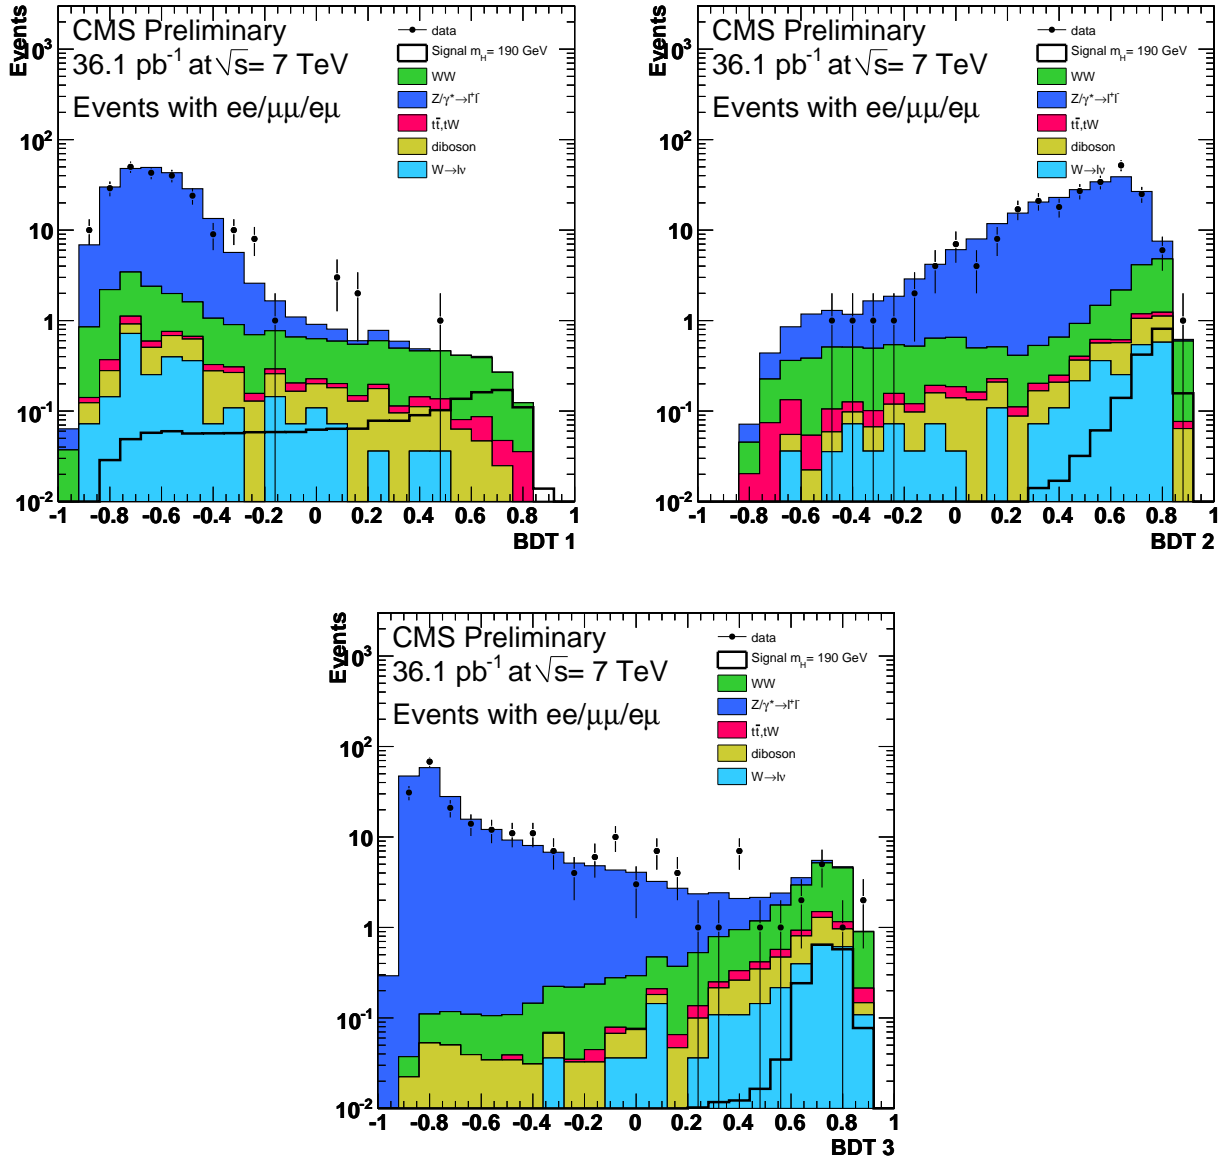 Events
CMS Preliminary
36.1 pb⁻¹ at √s= 7 TeV
Events with ee/μμ/eμ
data
Signal m_H= 190 GeV
WW
Z/γ*→l⁺l⁻
tt̄,tW
diboson
W→lν
10³
10²
10
1
10⁻¹
10⁻²
-1 -0.8 -0.6 -0.4 -0.2 0 0.2 0.4 0.6 0.8 1
BDT 1
Events
CMS Preliminary
36.1 pb⁻¹ at √s= 7 TeV
Events with ee/μμ/eμ
data
Signal m_H= 190 GeV
WW
Z/γ*→l⁺l⁻
tt̄,tW
diboson
W→lν
10³
10²
10
1
10⁻¹
10⁻²
-1 -0.8 -0.6 -0.4 -0.2 0 0.2 0.4 0.6 0.8 1
BDT 2
Events
CMS Preliminary
36.1 pb⁻¹ at √s= 7 TeV
Events with ee/μμ/eμ
data
Signal m_H= 190 GeV
WW
Z/γ*→l⁺l⁻
tt̄,tW
diboson
W→lν
10³
10²
10
1
10⁻¹
10⁻²
-1 -0.8 -0.6 -0.4 -0.2 0 0.2 0.4 0.6 0.8 1
BDT 3